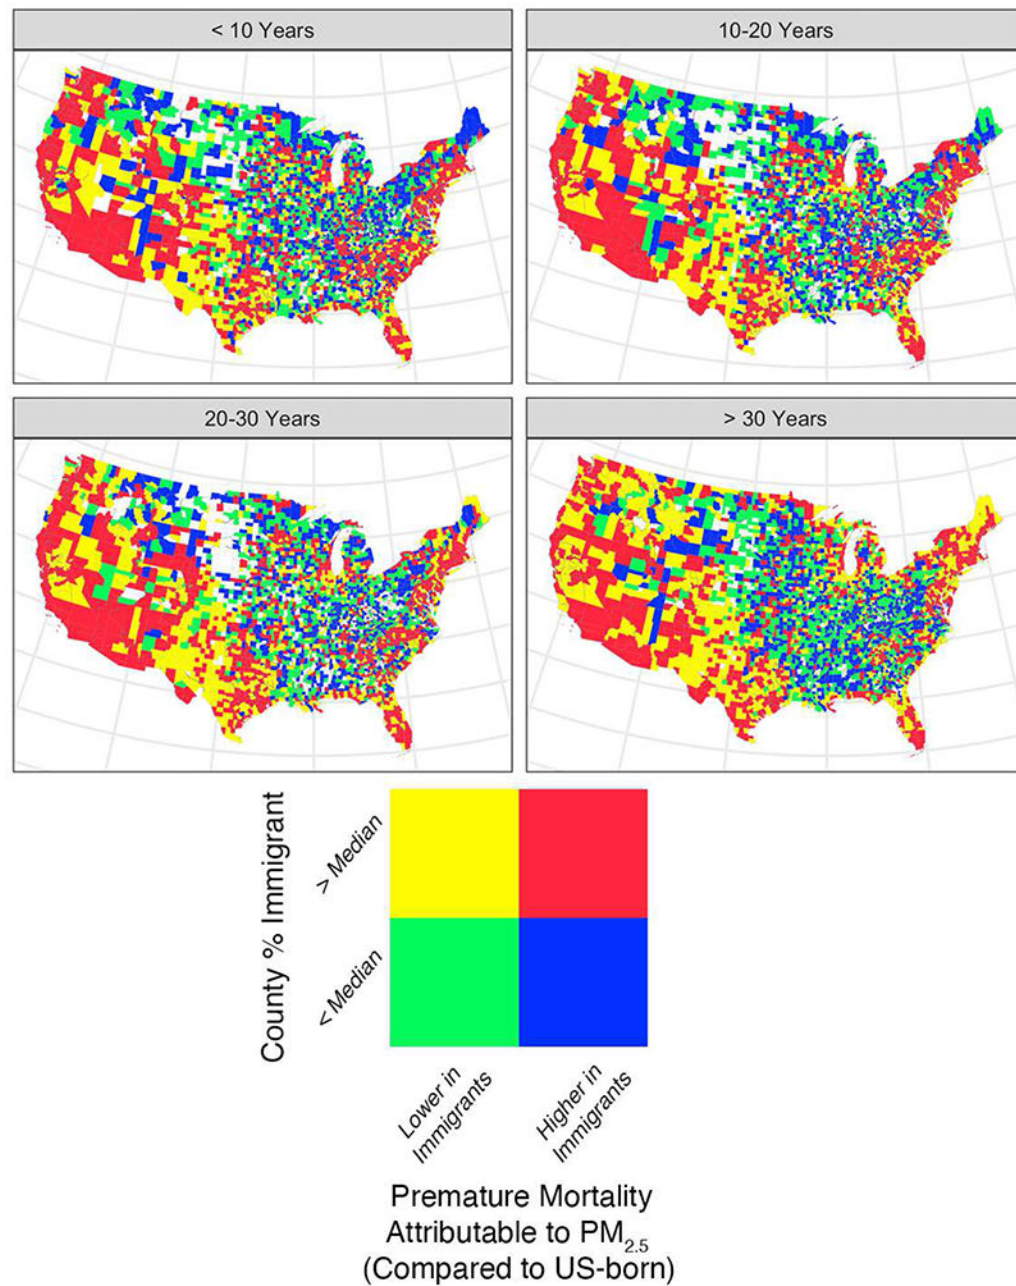 < 10 Years
10-20 Years
20-30 Years
> 30 Years
County % Immigrant
> Median
< Median
Lower in
Immigrants
Higher in
Immigrants
Premature Mortality
Attributable to PM2.5
(Compared to US-born)